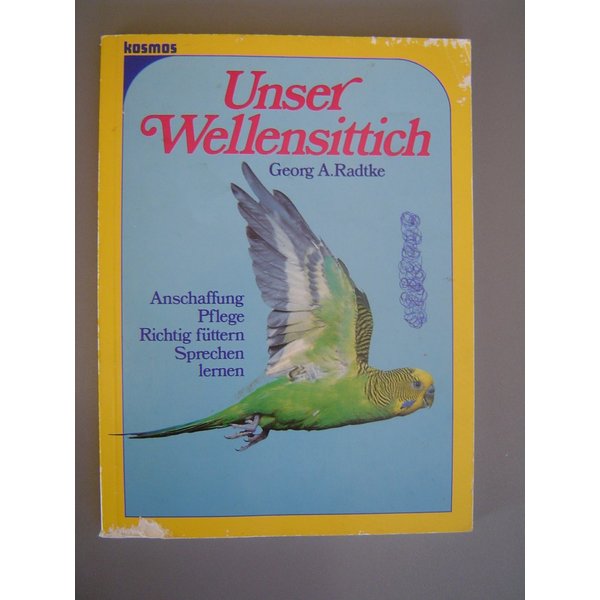 kosmos
Unser
Wellensittich
Georg A. Radtke
Anschaffung
Pflege
Richtig füttern
Sprechen
lernen